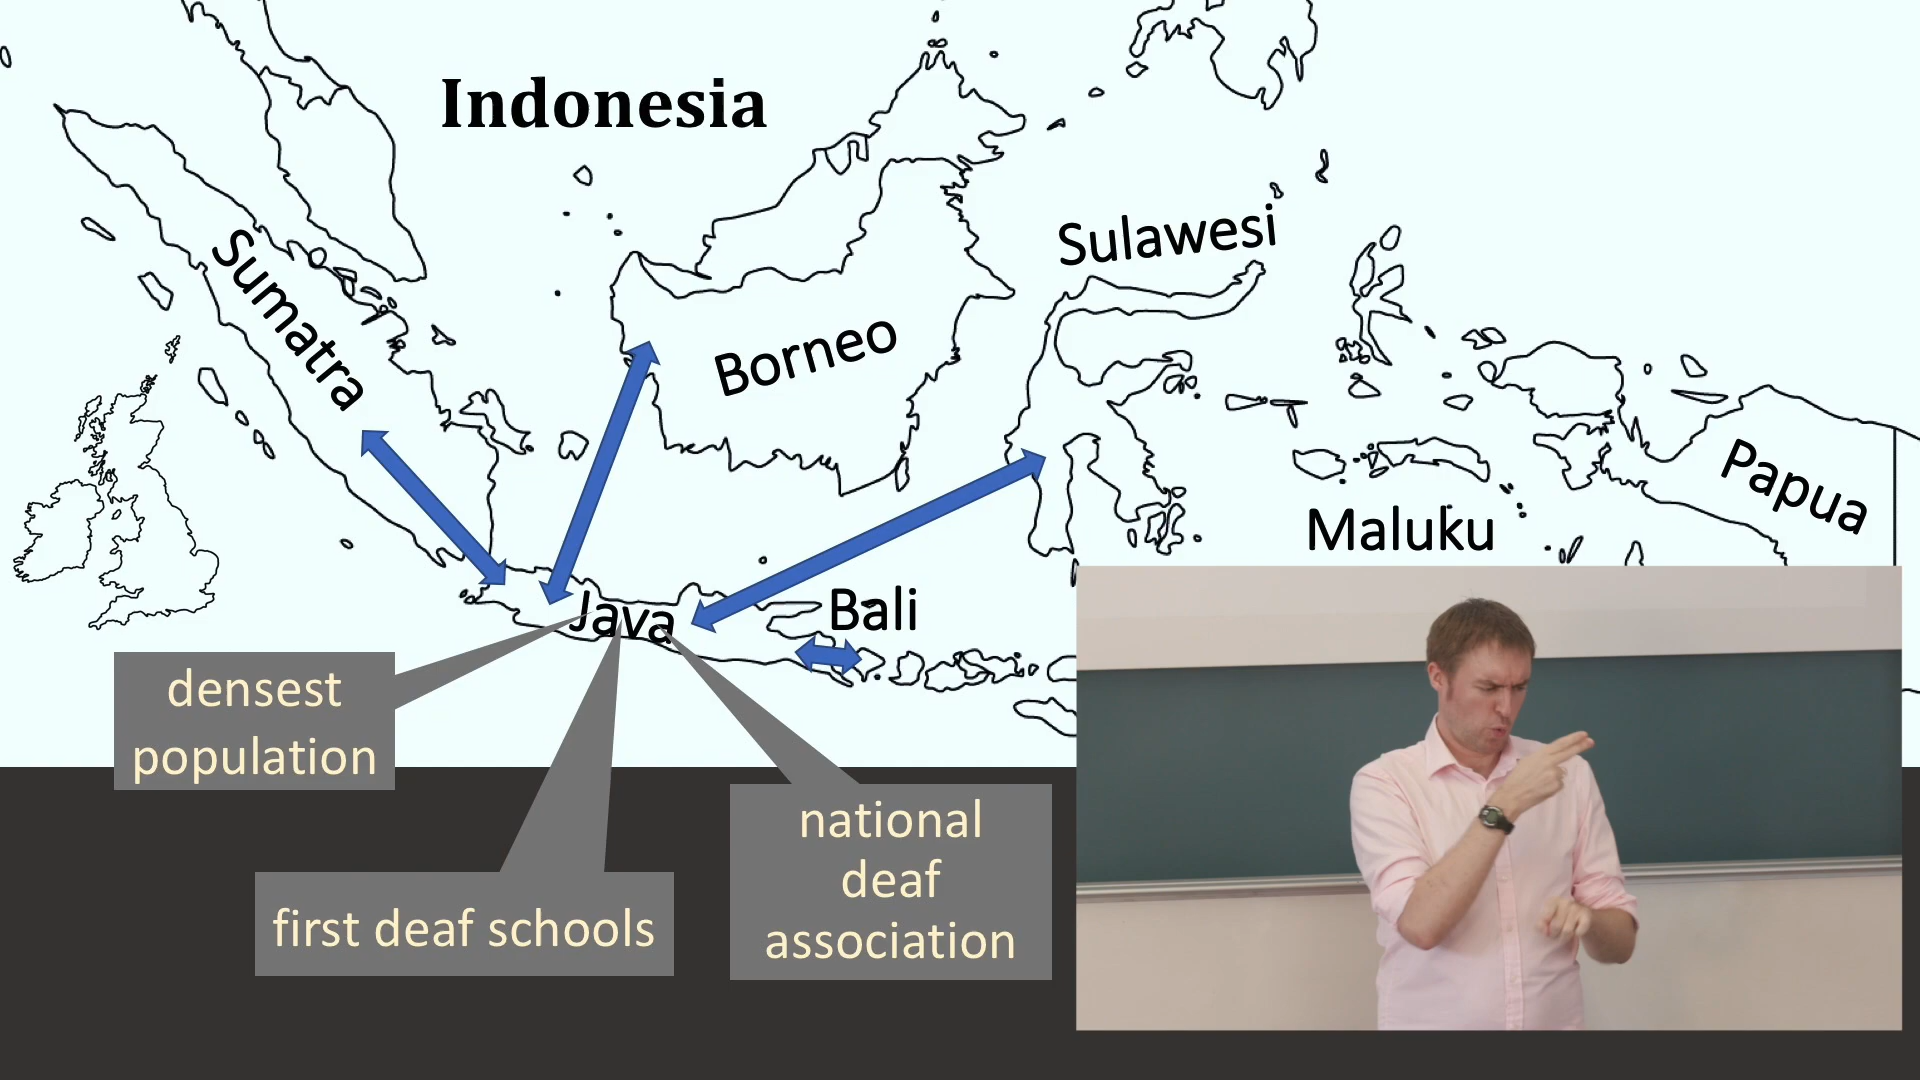 Indonesia
Sulawesi
Sumatra
Borneo
Papua
Maluku
Java
Bali
densest
population
first deaf schools
national
deaf
association